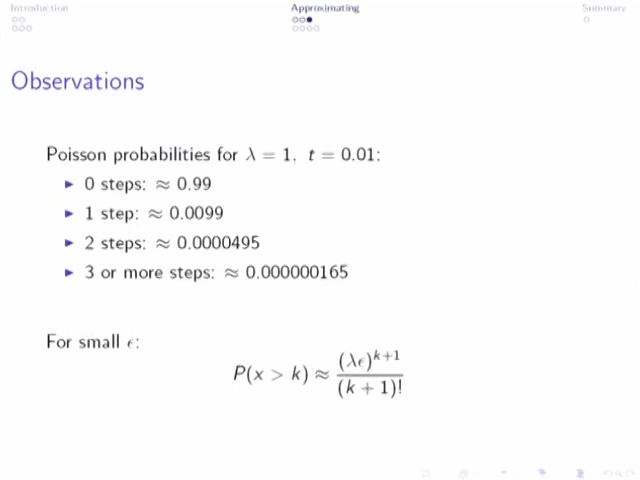 Introduction Approximating Summary
Observations
Poisson probabilities for λ = 1, t = 0.01:
0 steps: ≈ 0.99
1 step: ≈ 0.0099
2 steps: ≈ 0.0000495
3 or more steps: ≈ 0.000000165
For small ϵ:
P(x > k) ≈ (λϵ)^{k+1} / (k + 1)!